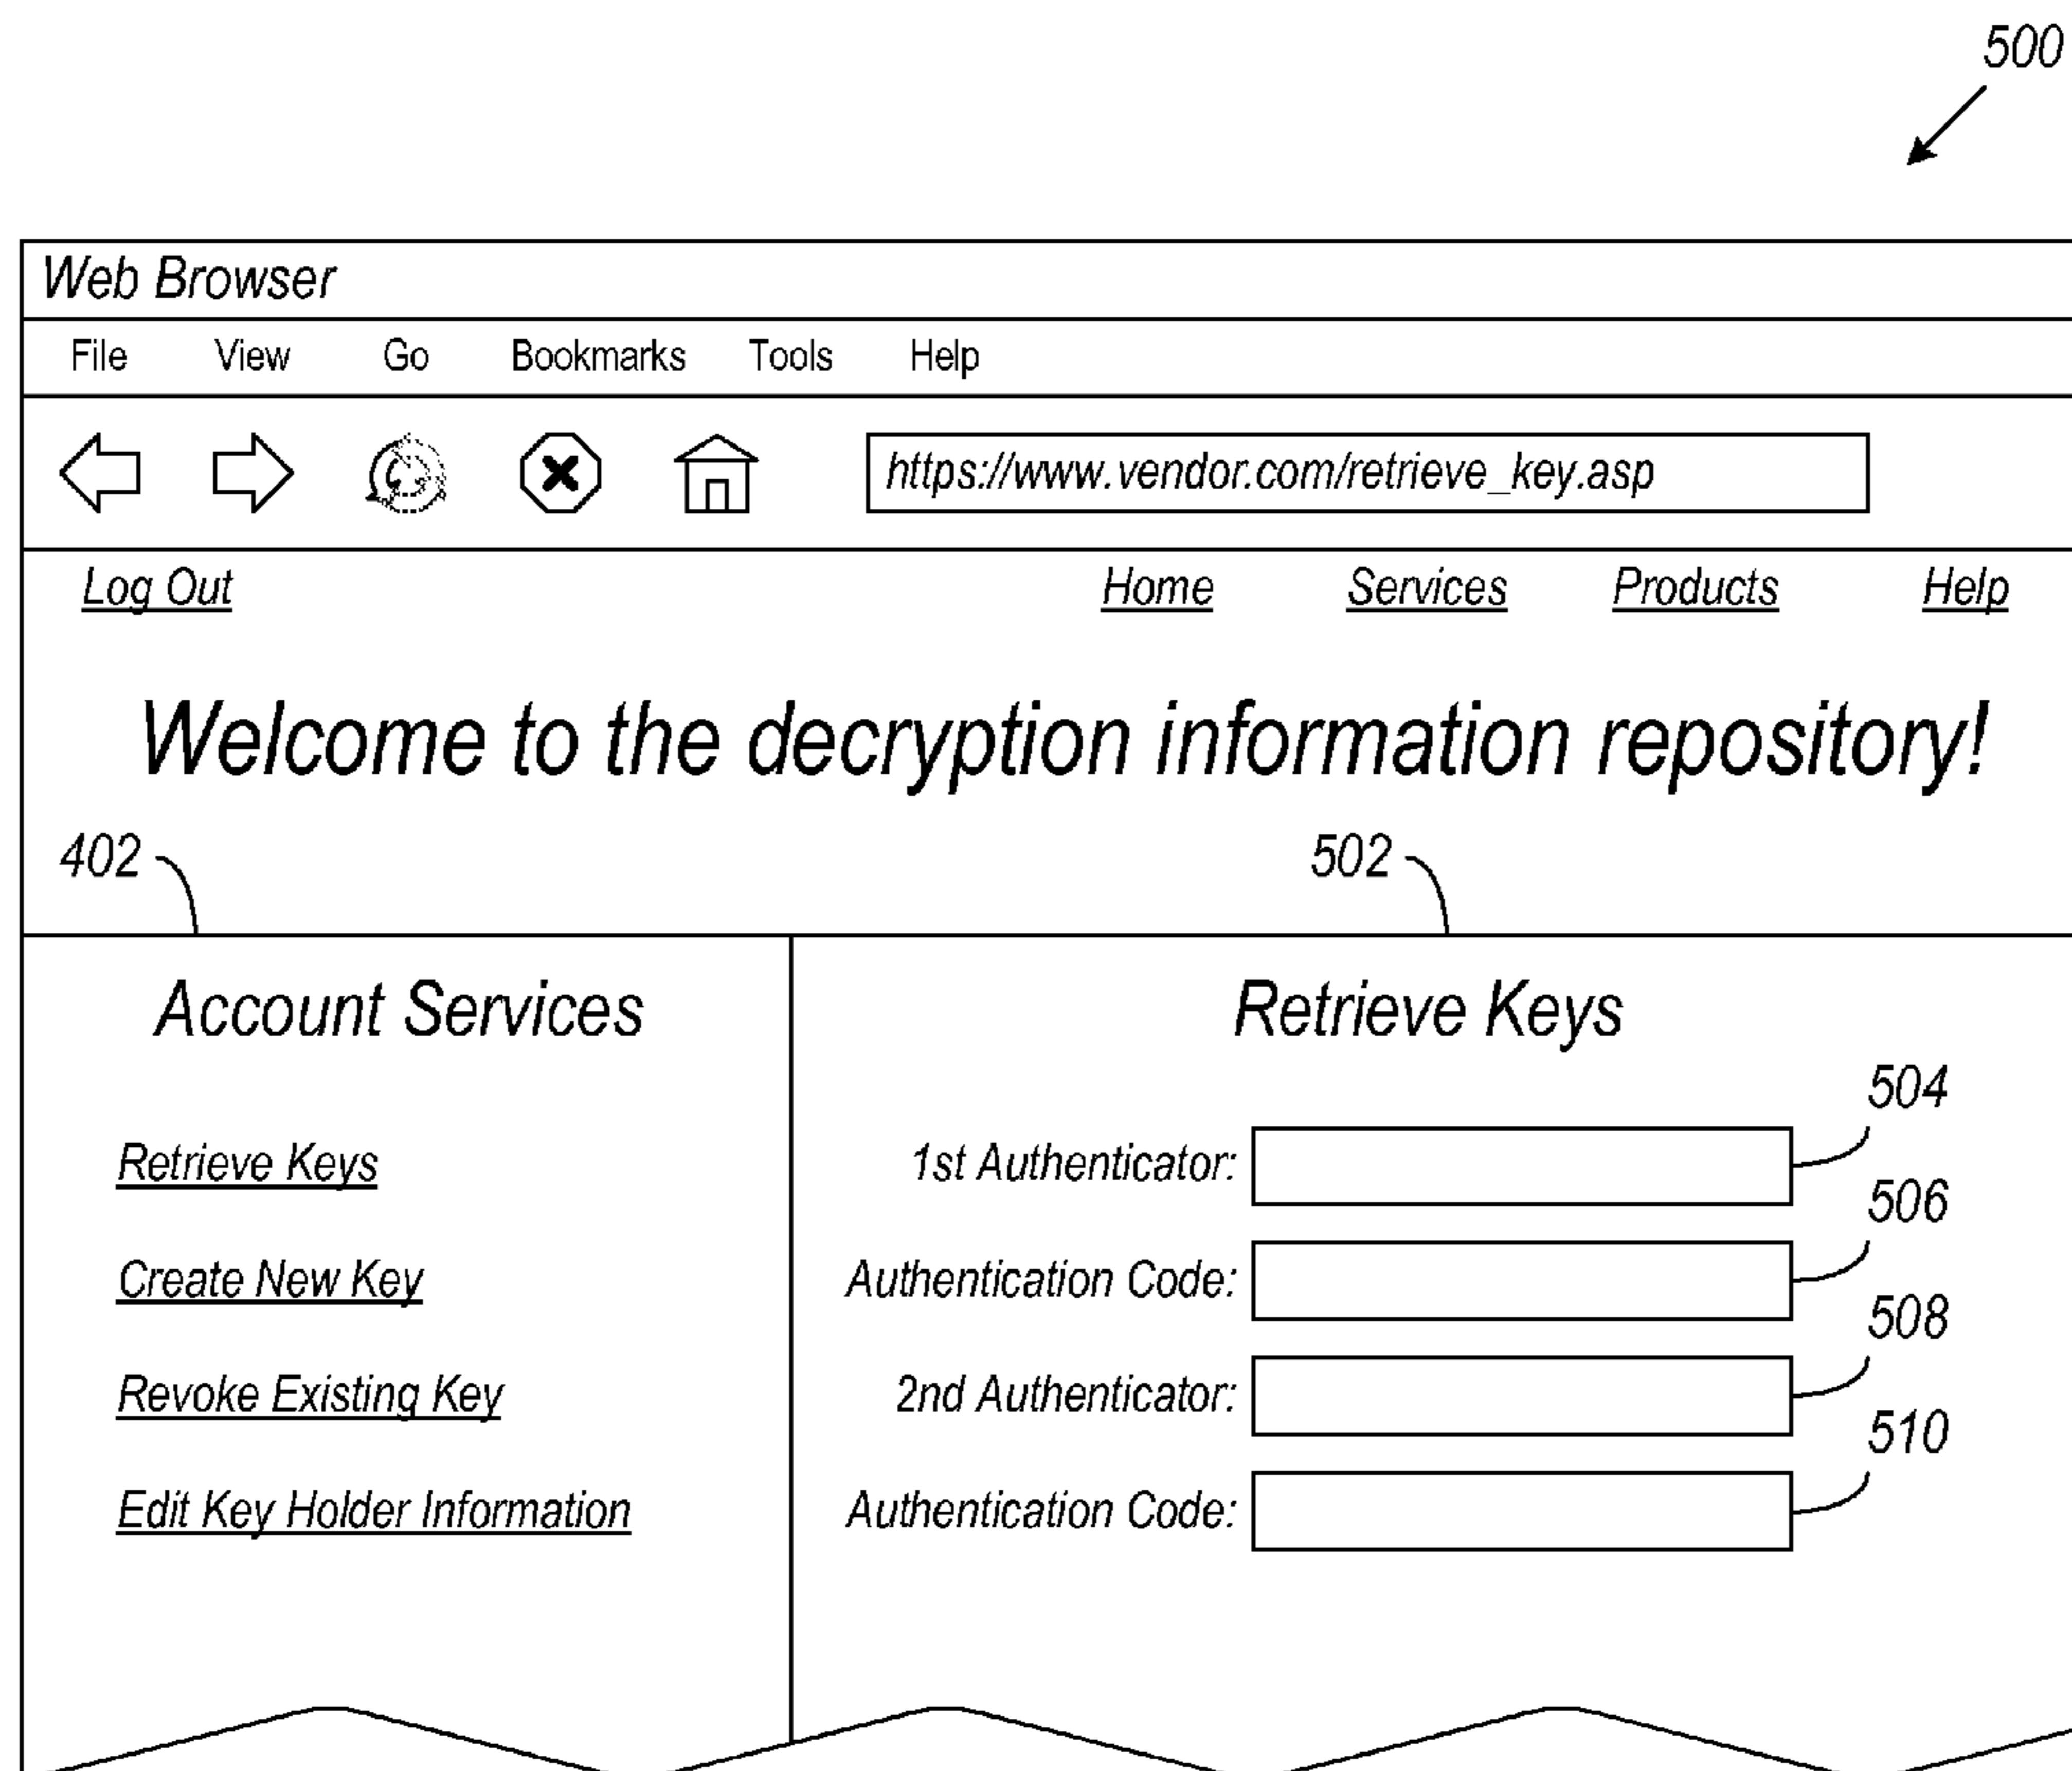 500
Web Browser
File View Go Bookmarks Tools Help
https://www.vendor.com/retrieve_key.asp
Log Out Home Services Products Help
Welcome to the decryption information repository!
402 502
Account Services
Retrieve Keys
Create New Key
Revoke Existing Key
Edit Key Holder Information
Retrieve Keys
504
1st Authenticator:
506
Authentication Code:
508
2nd Authenticator:
510
Authentication Code: